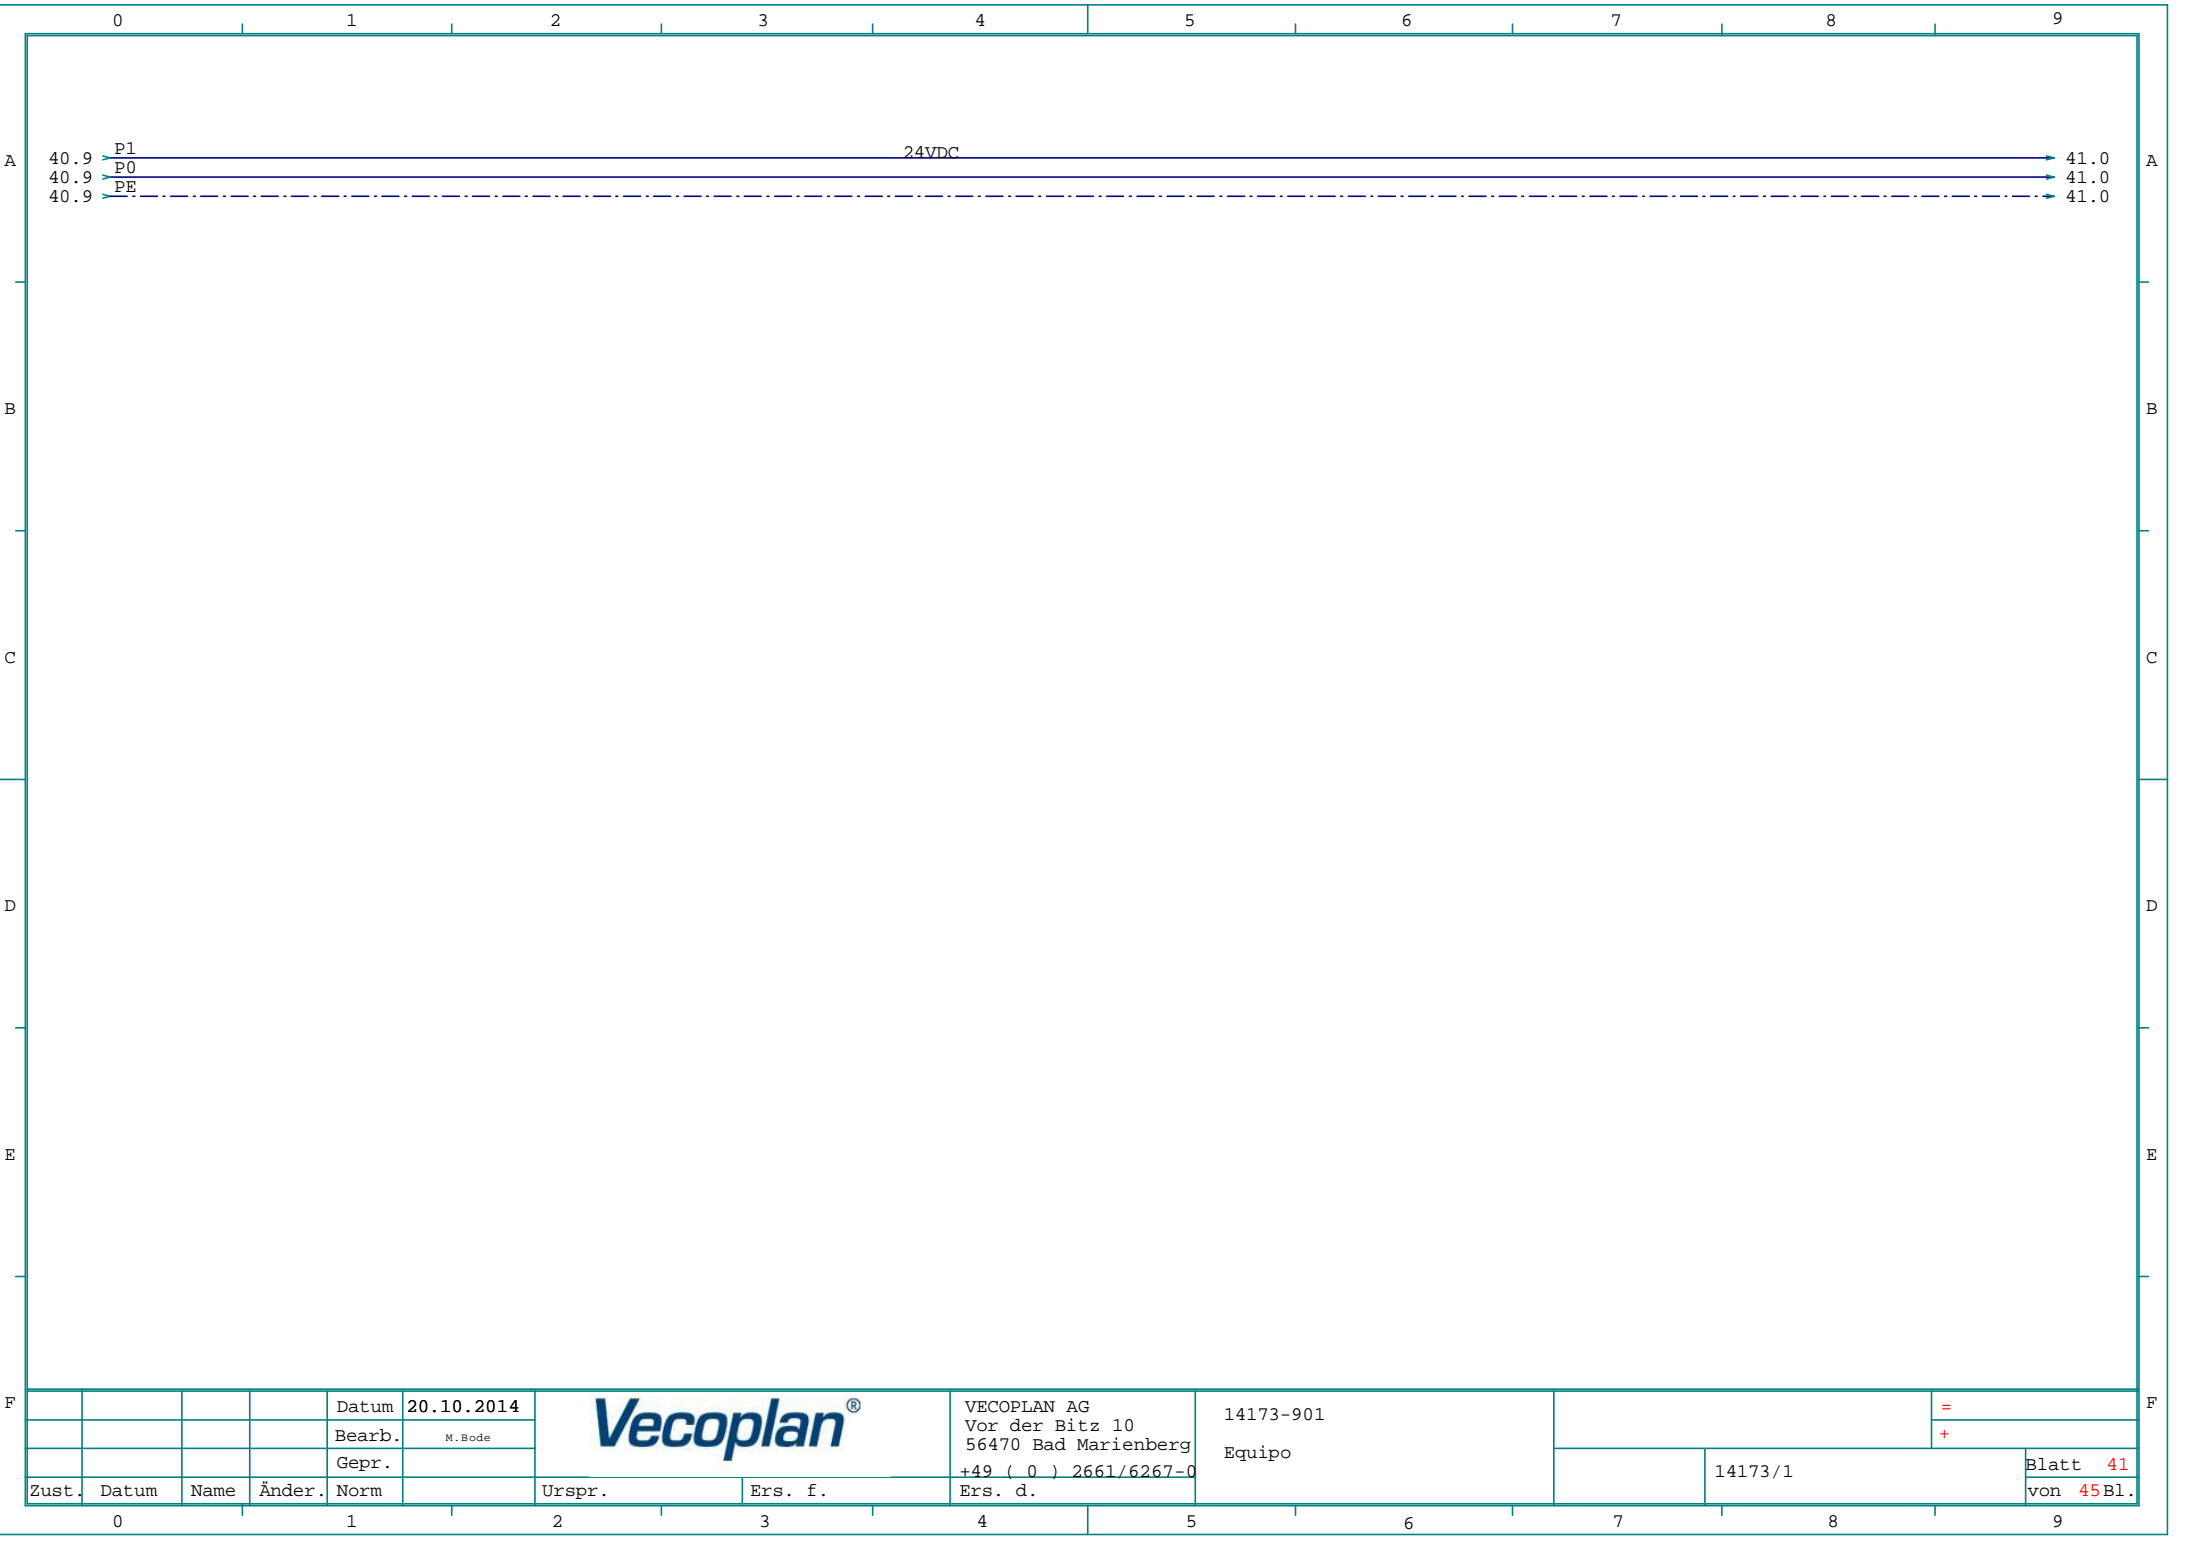 0 1 2 3 4 5 6 7 8 9
A 40.9 P1 24VDC 41.0 A
40.9 P0 41.0
40.9 PE 41.0
B B
C C
D D
E E
F F
Datum 20.10.2014
Bearb. M.Bode
Gepr.
Zust. Datum Name Änder. Norm
Vecoplan®
Urspr. Ers. f. Ers. d.
VECOPLAN AG
Vor der Bitz 10
56470 Bad Marienberg
+49 ( 0 ) 2661/6267-0
14173-901
Equipo
14173/1
=
+
Blatt 41
von 45 Bl.
0 1 2 3 4 5 6 7 8 9